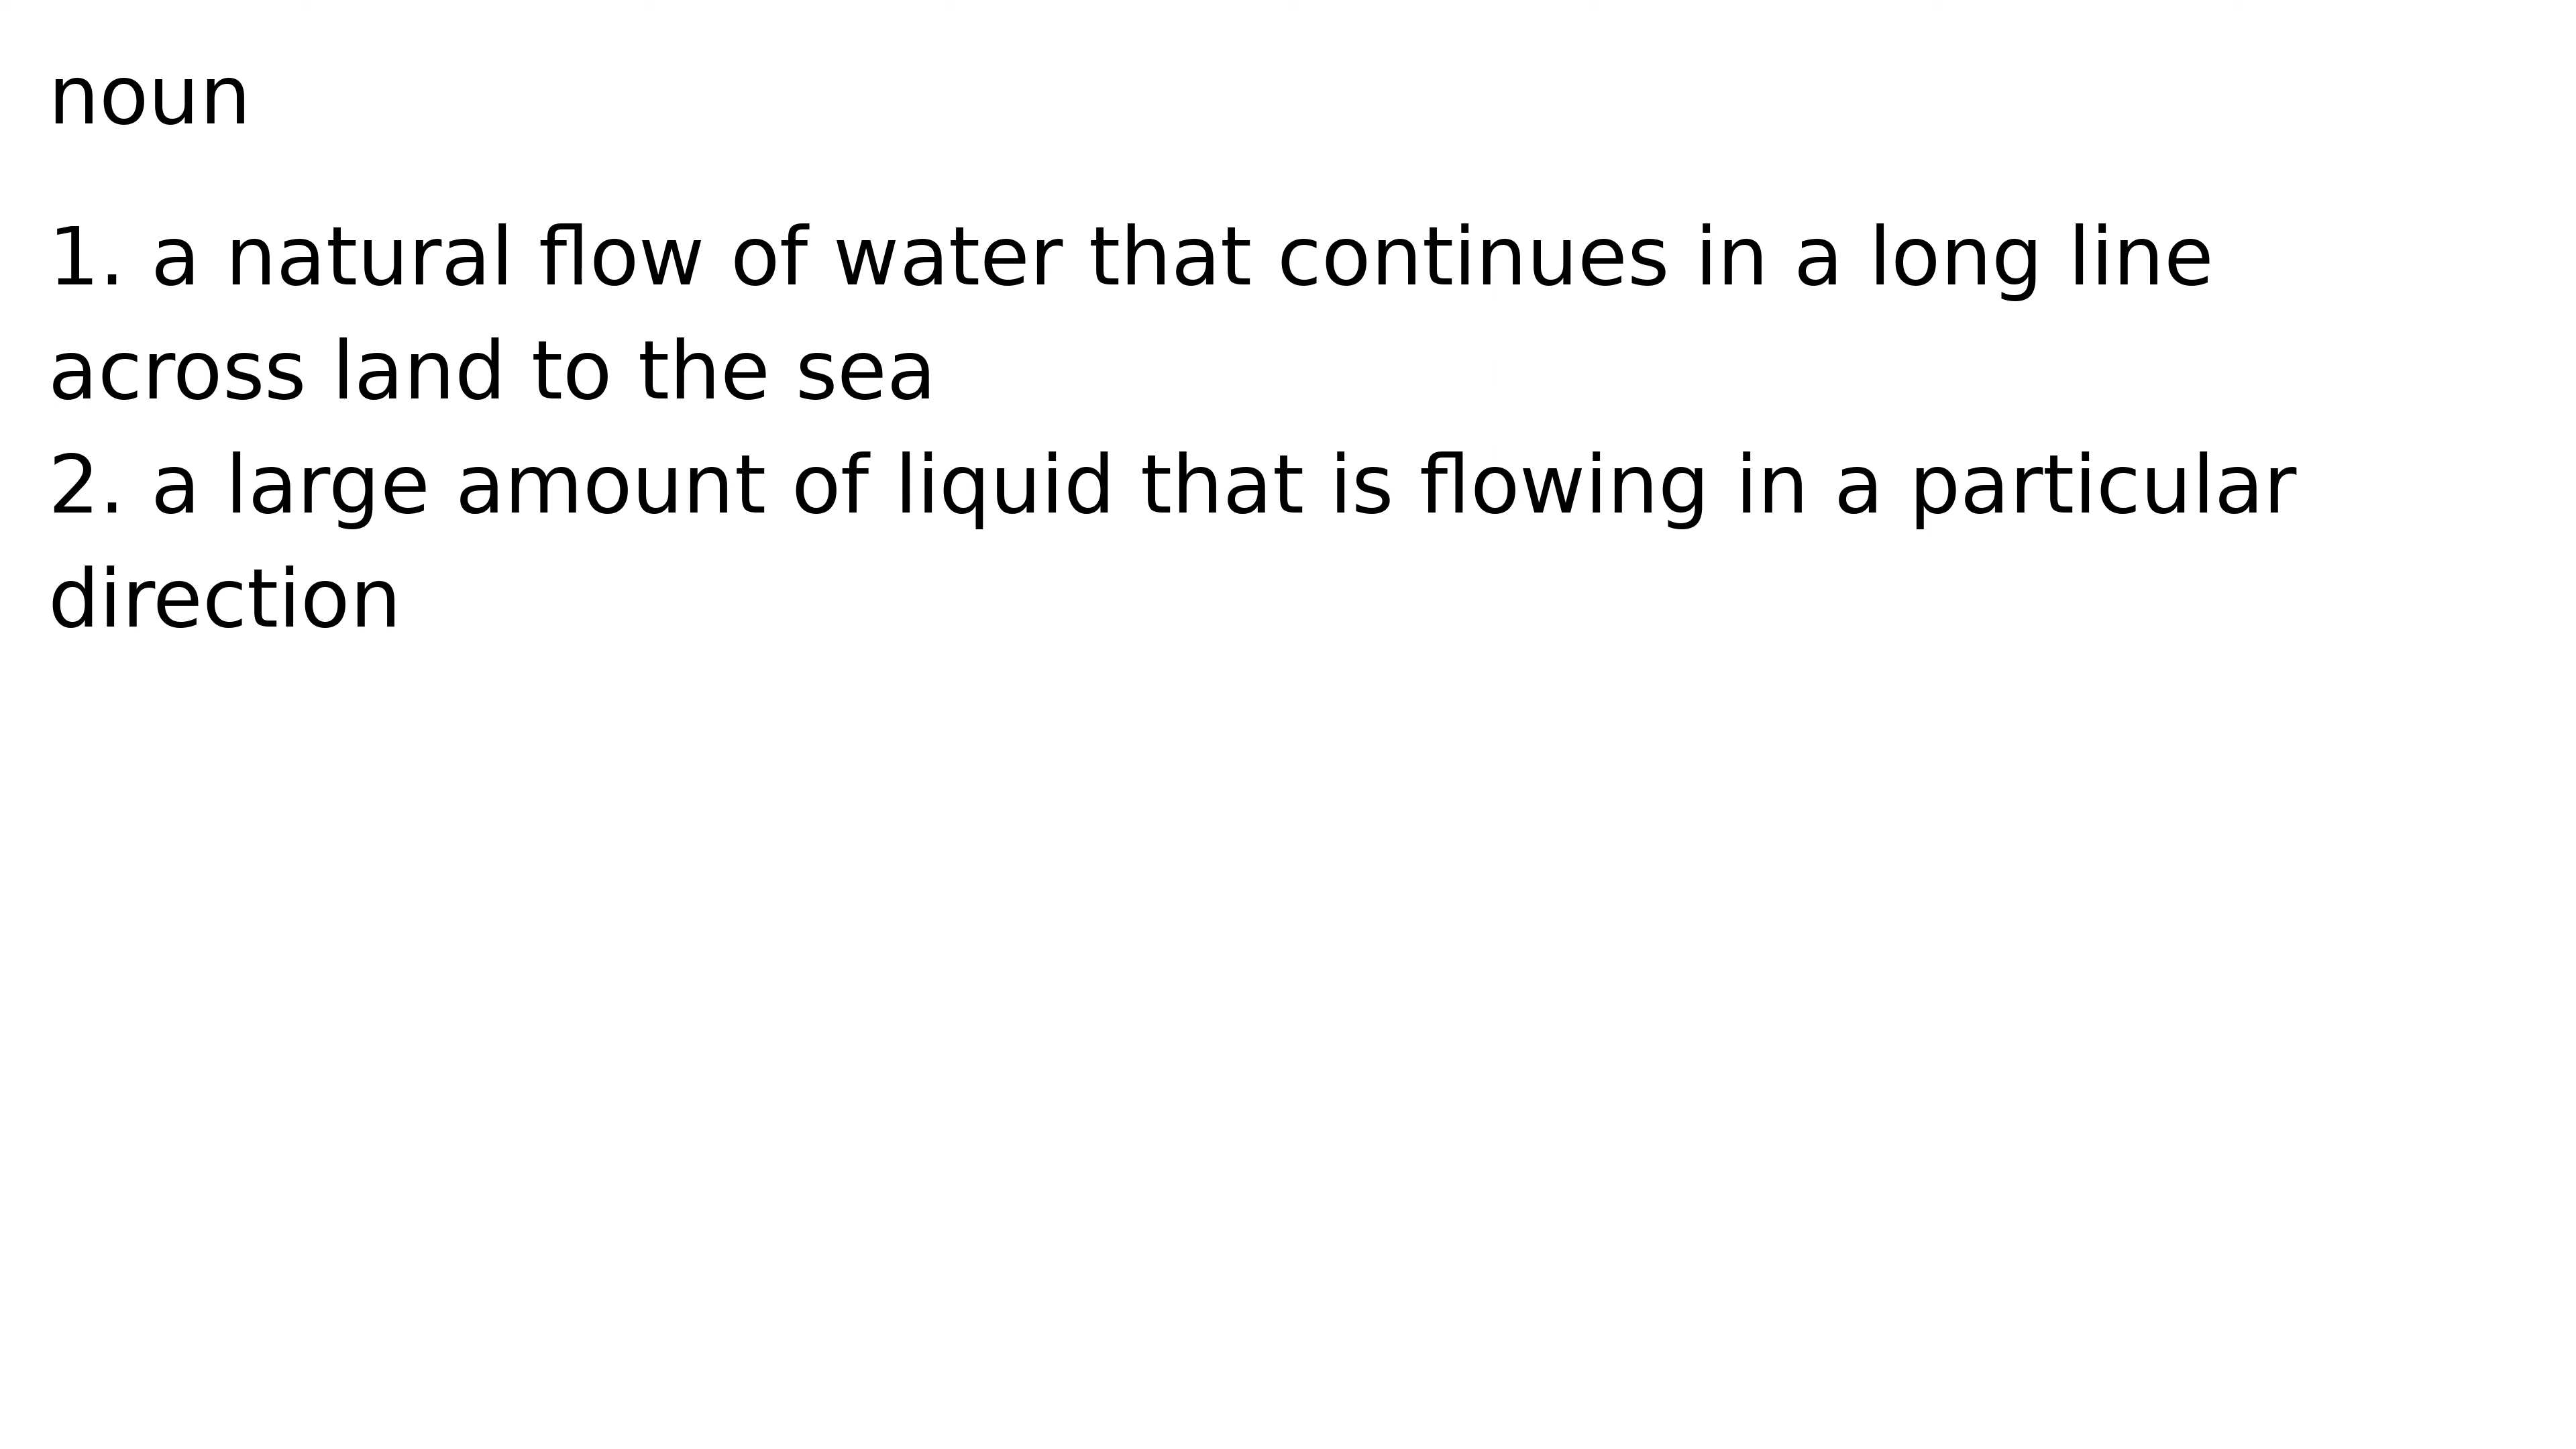 noun
1. a natural flow of water that continues in a long line
across land to the sea
2. a large amount of liquid that is flowing in a particular
direction